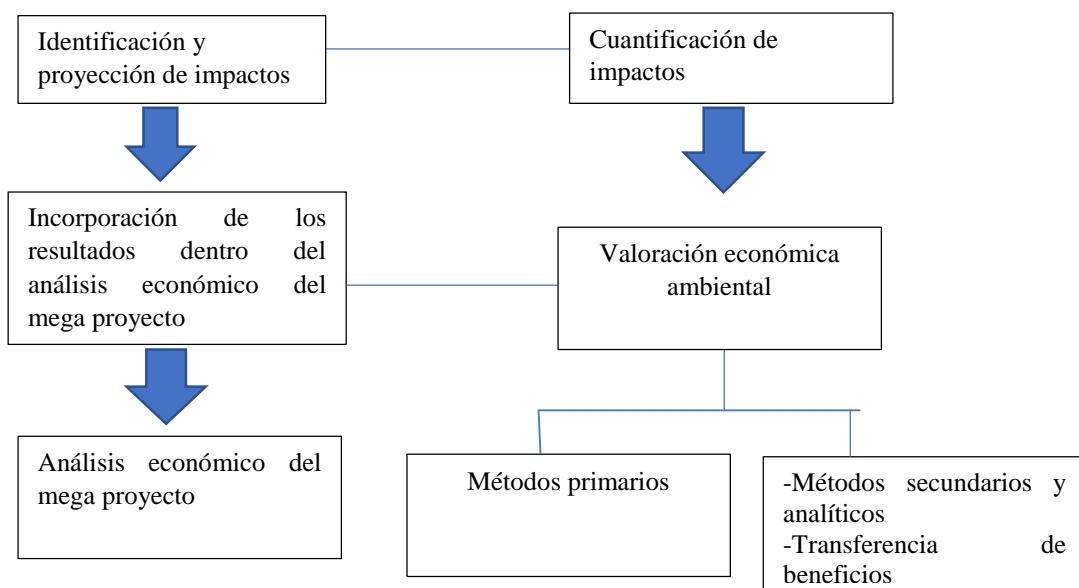 Identificación y
proyección de impactos
Cuantificación de
impactos
Incorporación de los
resultados dentro del
análisis económico del
mega proyecto
Valoración económica
ambiental
Análisis económico del
mega proyecto
Métodos primarios
-Métodos secundarios y
analíticos
-Transferencia de
beneficios